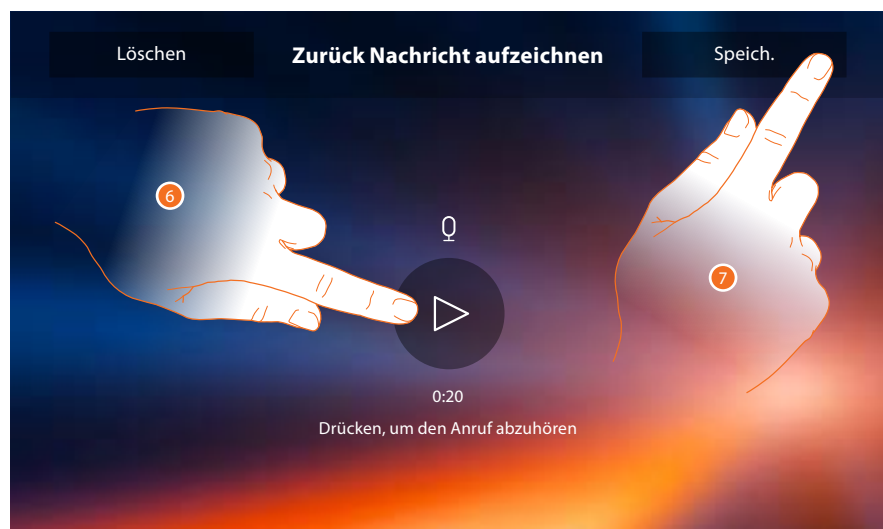 Löschen
Zurück Nachricht aufzeichnen
Speich.
6
7
0:20
Drücken, um den Anruf abzuhören